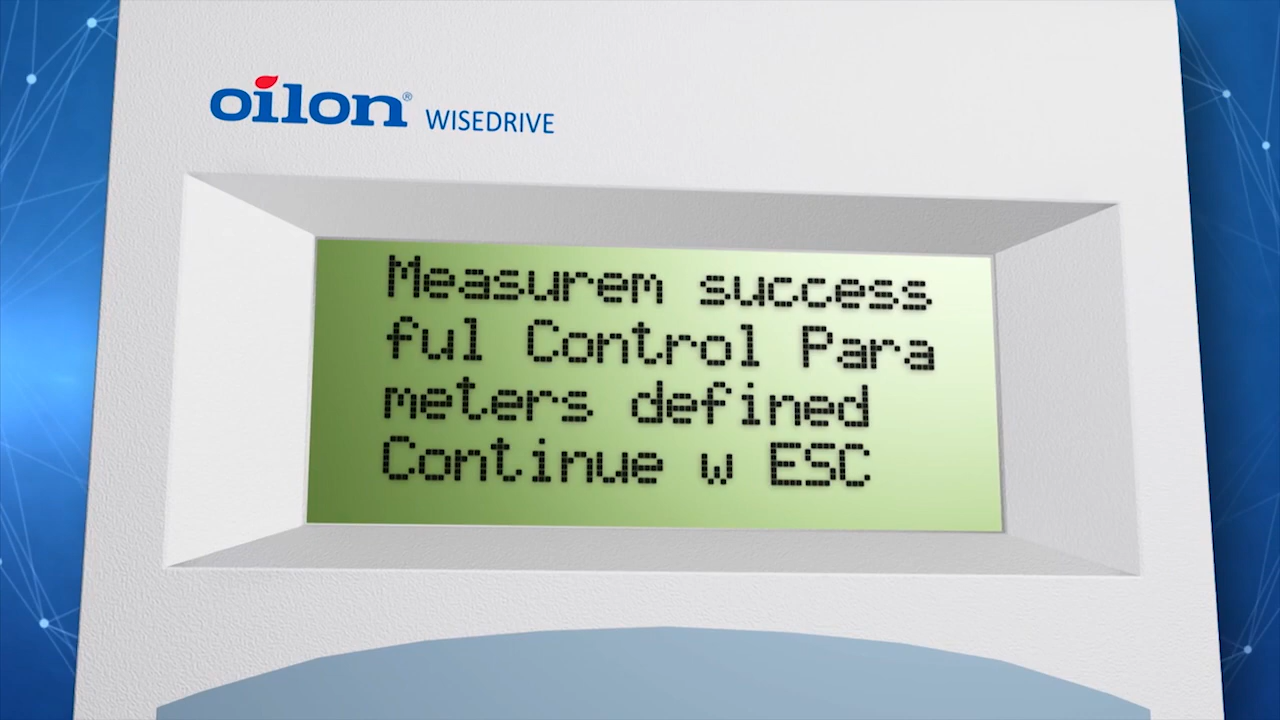 oilon® WISEDRIVE
Measurem success
ful Control Para
meters defined
Continue w ESC